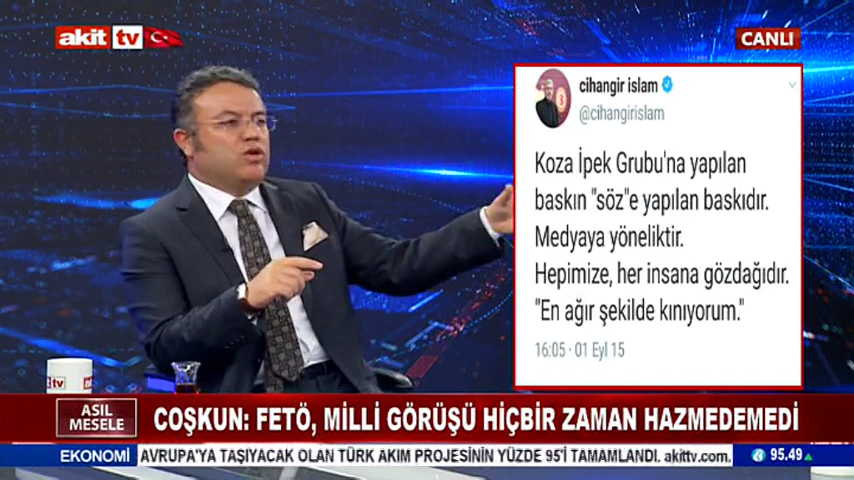 akit tv
CANLI
cihangir islam
@cihangirislam
Koza İpek Grubu'na yapılan
baskın "söz"e yapılan baskıdır.
Medyaya yöneliktir.
Hepimize, her insana gözdağıdır.
"En ağır şekilde kınıyorum."
16:05 · 01 Eyl 15
akit tv
ASIL
MESELE
COŞKUN: FETÖ, MİLLİ GÖRÜŞÜ HİÇBİR ZAMAN HAZMEDEMEDİ
EKONOMİ AVRUPA'YA TAŞIYACAK OLAN TÜRK AKIM PROJESİNİN YÜZDE 95'İ TAMAMLANDI. akittv.com. 95.49